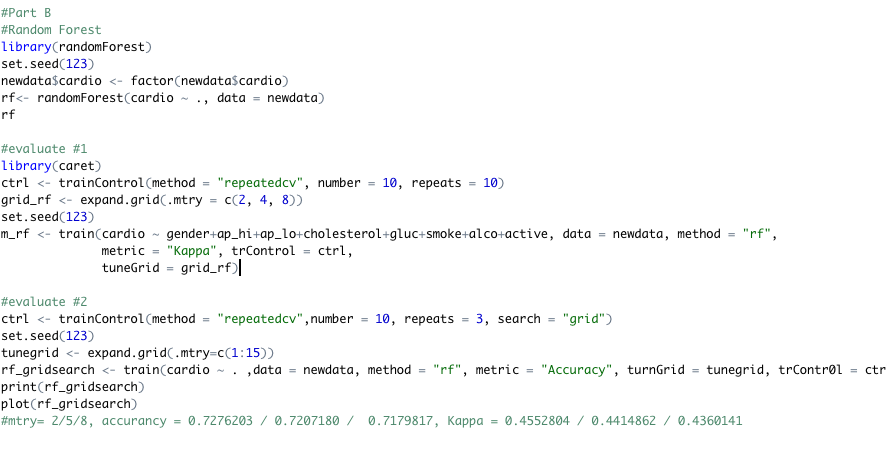 #Part B
#Random Forest
library(randomForest)
set.seed(123)
newdata$cardio <- factor(newdata$cardio)
rf<- randomForest(cardio ~ ., data = newdata)
rf
#evaluate #1
library(caret)
ctrl <- trainControl(method = "repeatedcv", number = 10, repeats = 10)
grid_rf <- expand.grid(.mtry = c(2, 4, 8))
set.seed(123)
m_rf <- train(cardio ~ gender+ap_hi+ap_lo+cholesterol+gluc+smoke+alco+active, data = newdata, method = "rf",
metric = "Kappa", trControl = ctrl,
tuneGrid = grid_rf)
#evaluate #2
ctrl <- trainControl(method = "repeatedcv",number = 10, repeats = 3, search = "grid")
set.seed(123)
tunegrid <- expand.grid(.mtry=c(1:15))
rf_gridsearch <- train(cardio ~ . ,data = newdata, method = "rf", metric = "Accuracy", turnGrid = tunegrid, trContr0l = ctr
print(rf_gridsearch)
plot(rf_gridsearch)
#mtry= 2/5/8, accurancy = 0.7276203 / 0.7207180 /  0.7179817, Kappa = 0.4552804 / 0.4414862 / 0.4360141